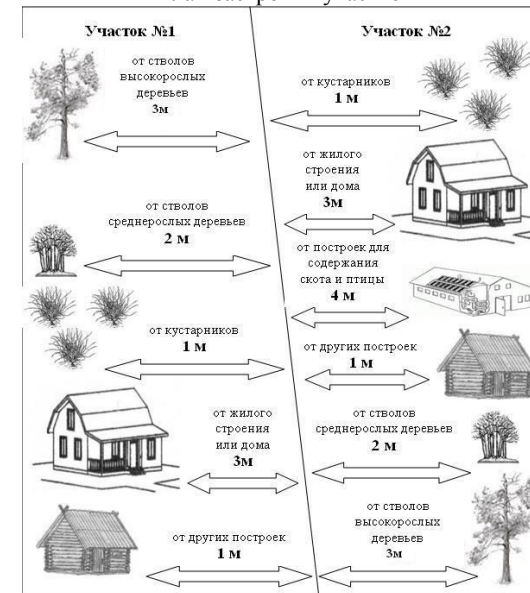 Участок №1
от стволов
высокорослых
деревьев
3м
от стволов
среднерослых деревьев
2 м
от кустарников
1 м
от жилого
строения
или дома
3м
от других построек
1 м
Участок №2
от кустарников
1 м
от жилого
строения
или дома
3м
от построек для
содержания
скота и птицы
4 м
от других построек
1 м
от стволов
среднерослых деревьев
2 м
от стволов
высокорослых
деревьев
3м